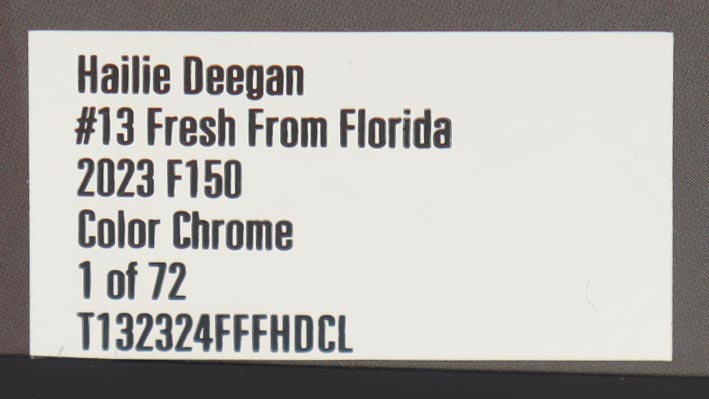 Hailie Deegan
#13 Fresh From Florida
2023 F150
Color Chrome
1 of 72
T132324FFFHDCL